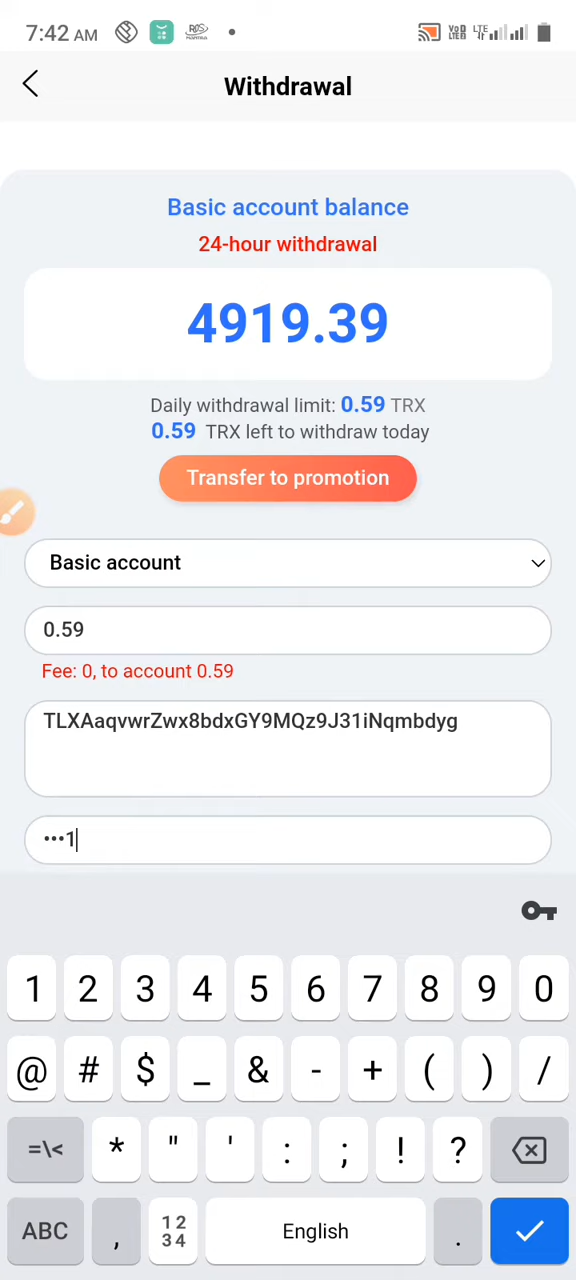 7:42 AM
Withdrawal
Basic account balance
24-hour withdrawal
4919.39
Daily withdrawal limit: 0.59 TRX
0.59 TRX left to withdraw today
Transfer to promotion
Basic account
0.59
Fee: 0, to account 0.59
TLXAaqvwrZwx8bdxGY9MQz9J31iNqmbdyg
•••1
1 2 3 4 5 6 7 8 9 0
@ # $ _ & - + ( ) /
=\< * " ' : ; ! ?
ABC , 12 34 English .